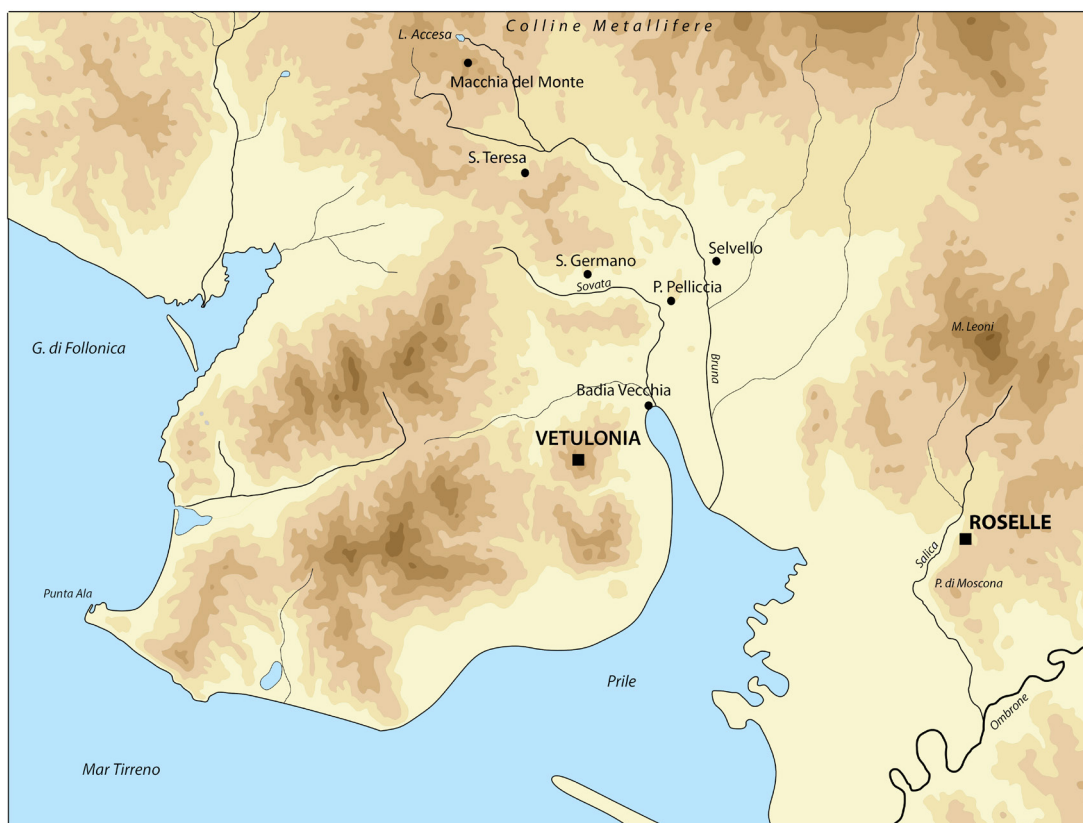 Colline Metallifere
L. Accesa
Macchia del Monte
S. Teresa
Selvello
S. Germano
Sovata
P. Pelliccia
M. Leoni
G. di Follonica
Bruna
Badia Vecchia
VETULONIA
ROSELLE
Salica
P. di Moscona
Punta Ala
Prile
Ombrone
Mar Tirreno